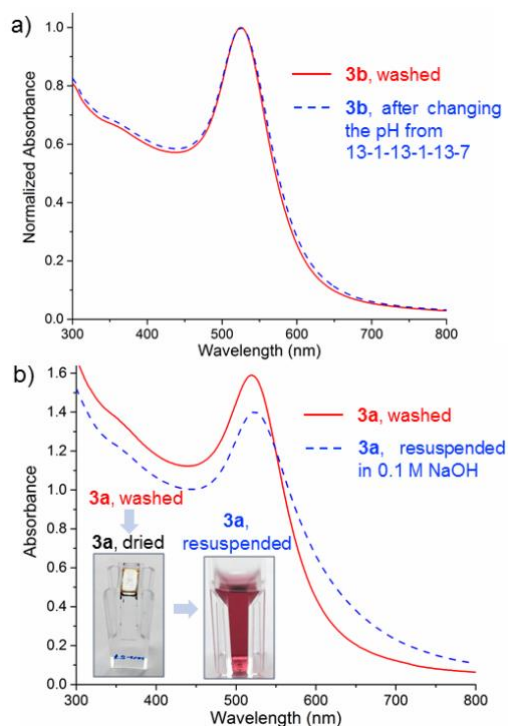 a)
1.0
0.8
0.6
0.4
0.2
0.0
Normalized Absorbance
3b, washed
3b, after changing
the pH from
13-1-13-1-13-7
300 400 500 600 700 800
Wavelength (nm)
b)
1.6
1.4
1.2
1.0
0.8
0.6
0.4
0.2
0.0
Absorbance
3a, washed
3a, resuspended
in 0.1 M NaOH
3a, washed
3a, dried
3a,
resuspended
300 400 500 600 700 800
Wavelength (nm)